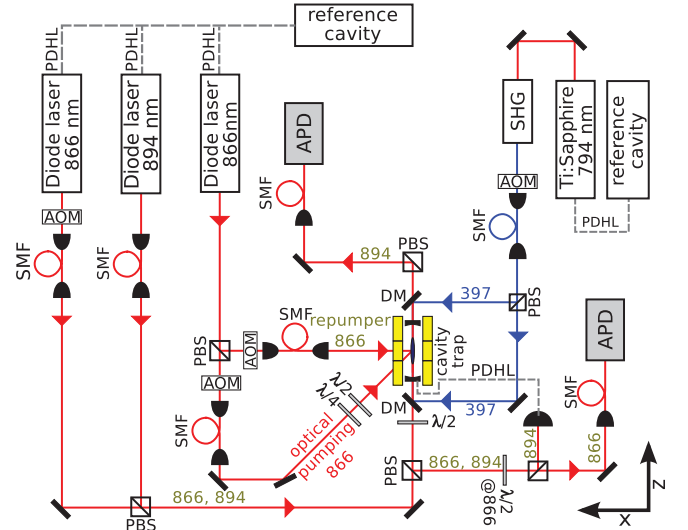 reference
cavity
PDHL
PDHL
PDHL
Diode laser
866 nm
Diode laser
894 nm
Diode laser
866nm
APD
SHG
Ti:Sapphire
794 nm
reference
cavity
PDHL
AOM
SMF
SMF
SMF
AOM
SMF
PBS
894
DM
397
PBS
SMF
repumper
866
PBS
AOM
AOM
cavity
trap
PDHL
APD
SMF
λ/2
λ/4
DM
397
λ/2
SMF
optical
pumping
866
PBS
866, 894
894
866
λ/2
@866
866, 894
PBS
z
x